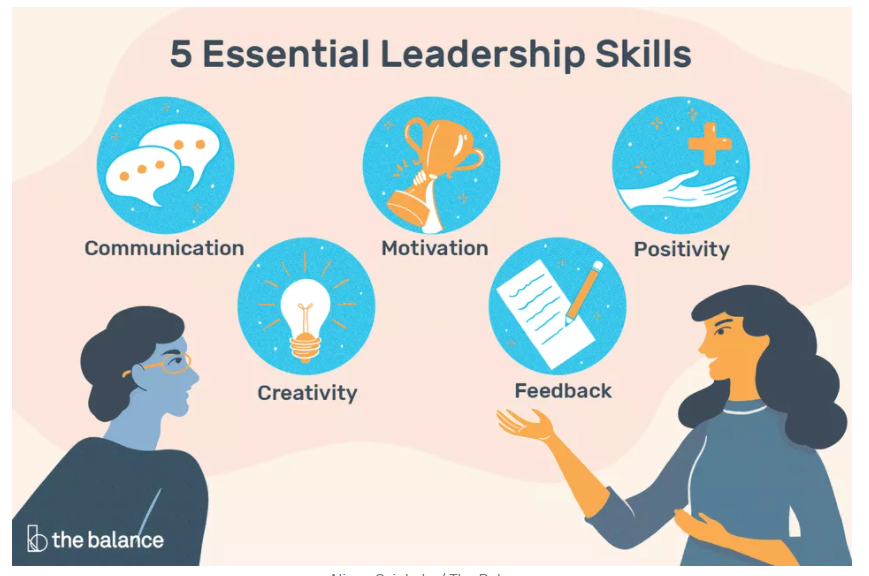 5 Essential Leadership Skills
Communication
Motivation
Positivity
Creativity
Feedback
the balance